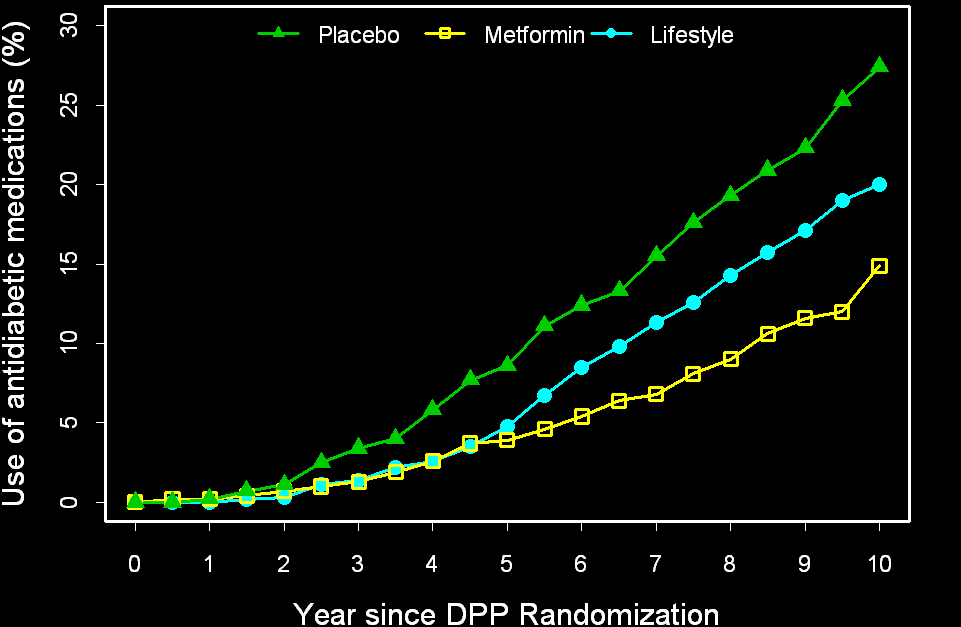 Placebo Metformin Lifestyle
30
25
20
15
10
5
0
Use of antidiabetic medications (%)
0 1 2 3 4 5 6 7 8 9 10
Year since DPP Randomization